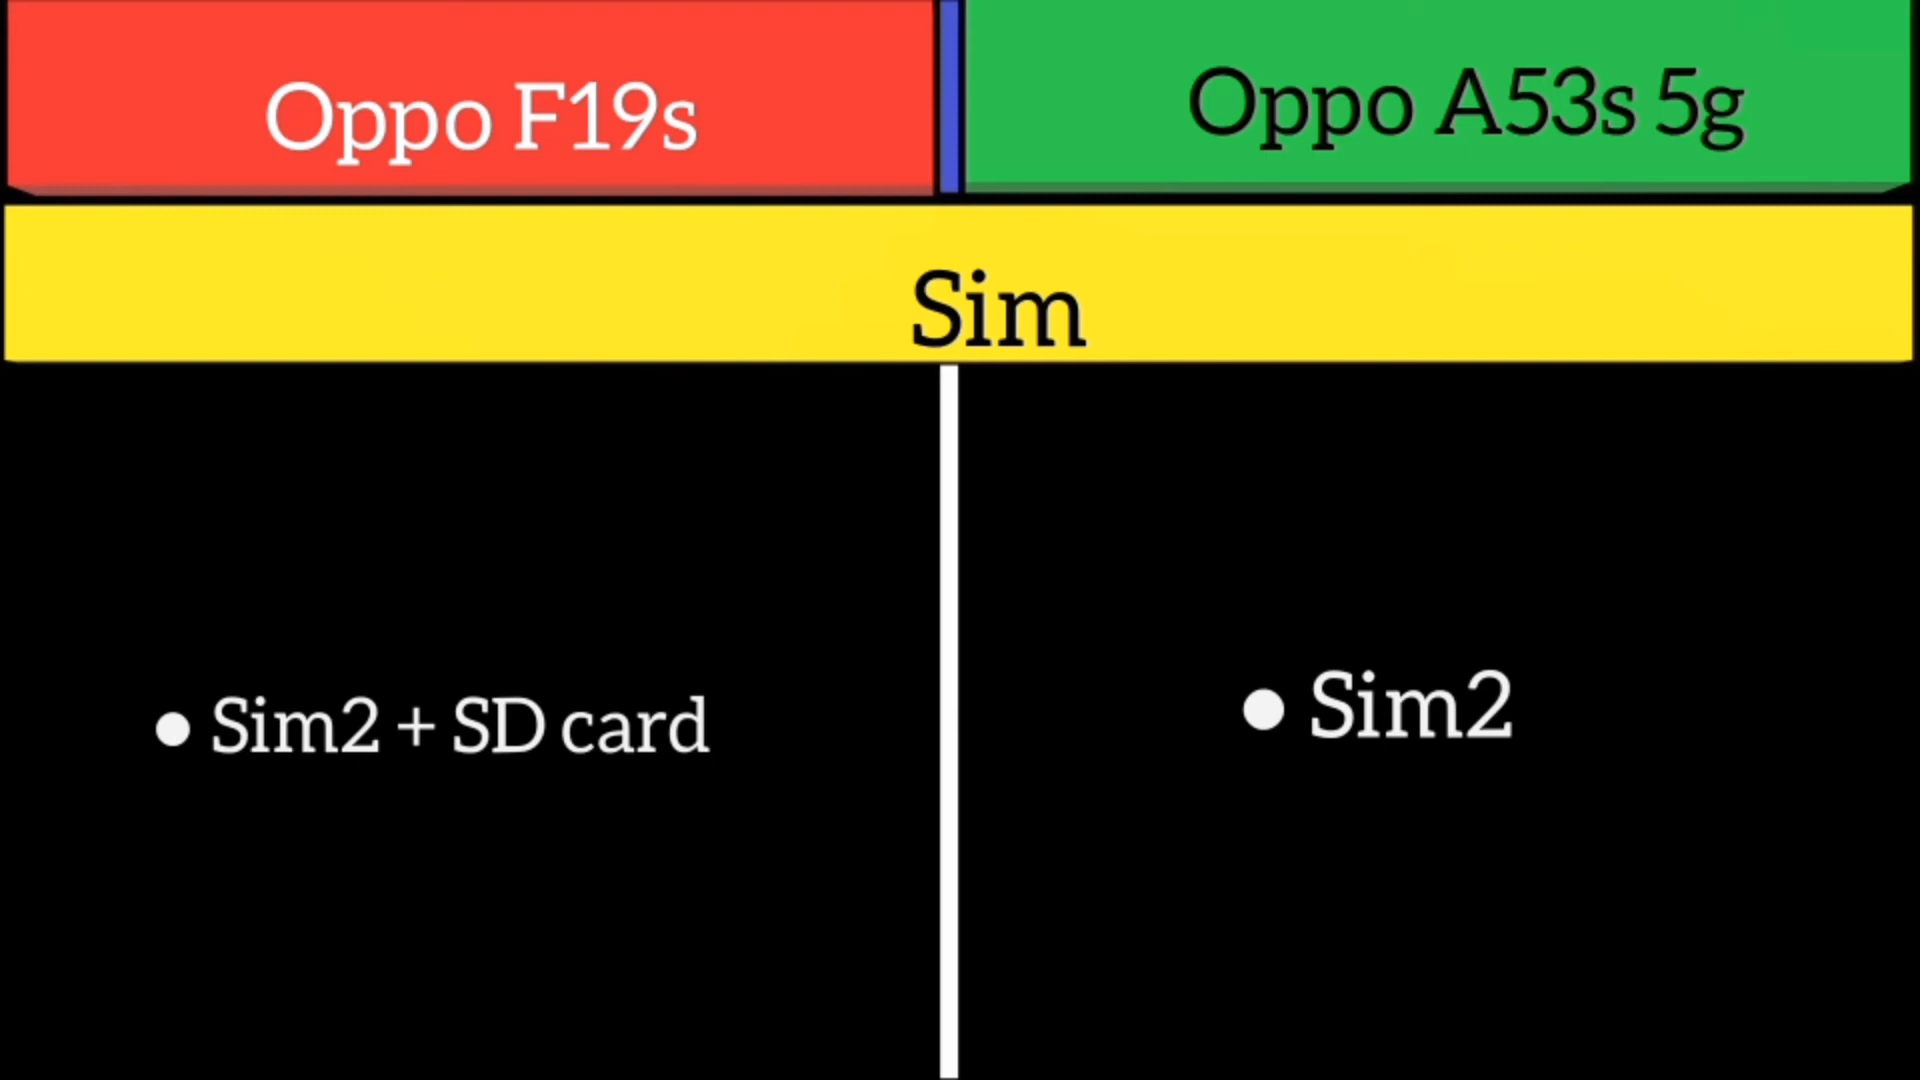 Oppo F19s
Oppo A53s 5g
Sim
• Sim2 + SD card
• Sim2